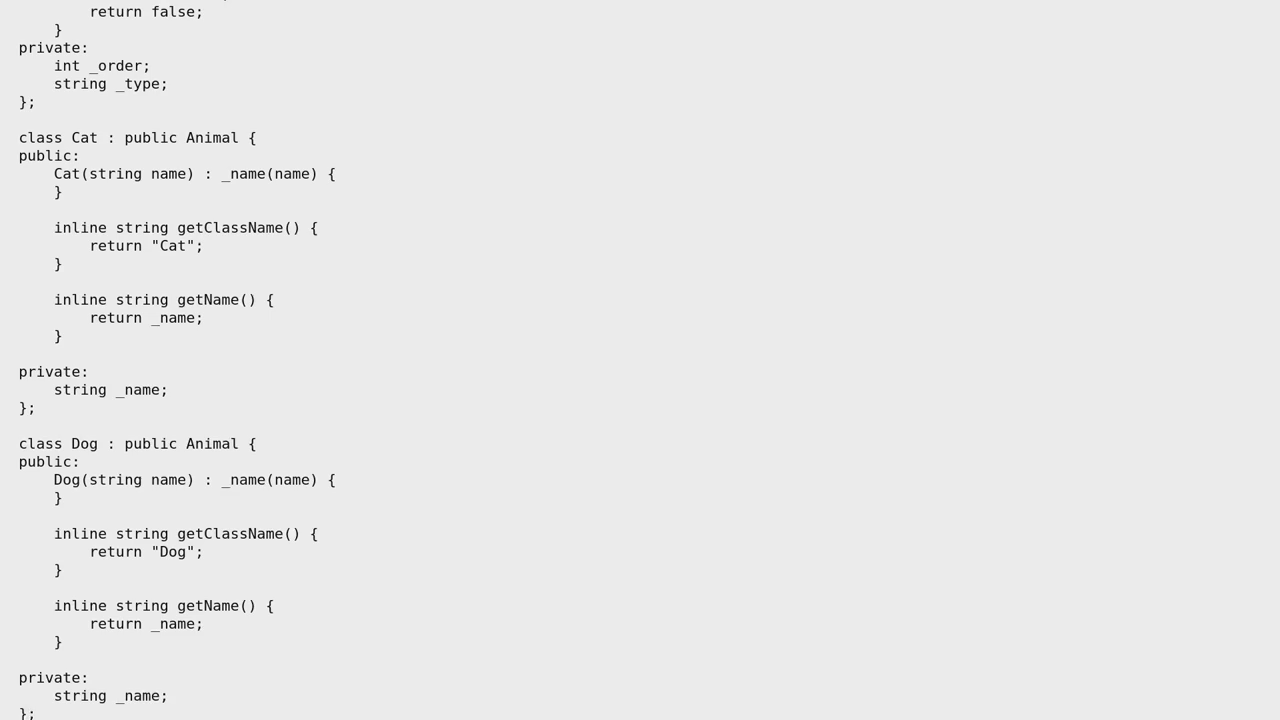 return false;
    }
private:
    int _order;
    string _type;
};

class Cat : public Animal {
public:
    Cat(string name) : _name(name) {
    }

    inline string getClassName() {
        return "Cat";
    }

    inline string getName() {
        return _name;
    }

private:
    string _name;
};

class Dog : public Animal {
public:
    Dog(string name) : _name(name) {
    }

    inline string getClassName() {
        return "Dog";
    }

    inline string getName() {
        return _name;
    }

private:
    string _name;
};